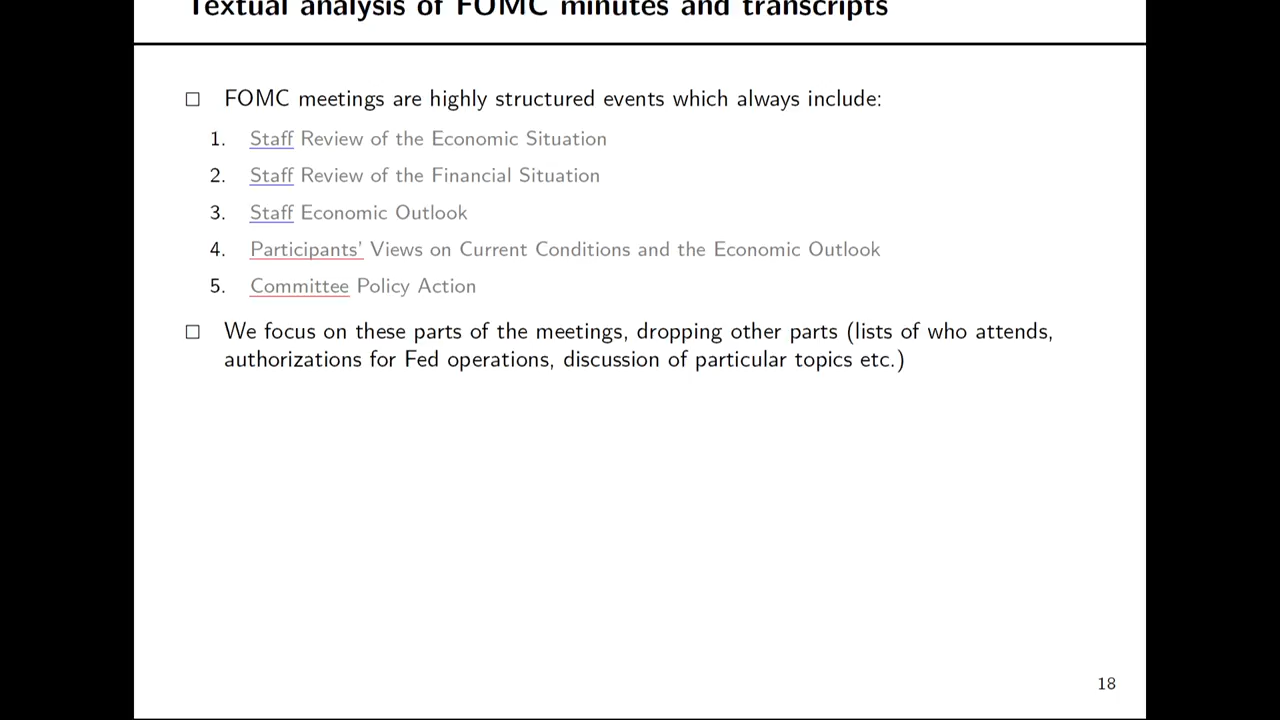 Textual analysis of FOMC minutes and transcripts
FOMC meetings are highly structured events which always include:
1. Staff Review of the Economic Situation
2. Staff Review of the Financial Situation
3. Staff Economic Outlook
4. Participants' Views on Current Conditions and the Economic Outlook
5. Committee Policy Action
We focus on these parts of the meetings, dropping other parts (lists of who attends,
authorizations for Fed operations, discussion of particular topics etc.)
18